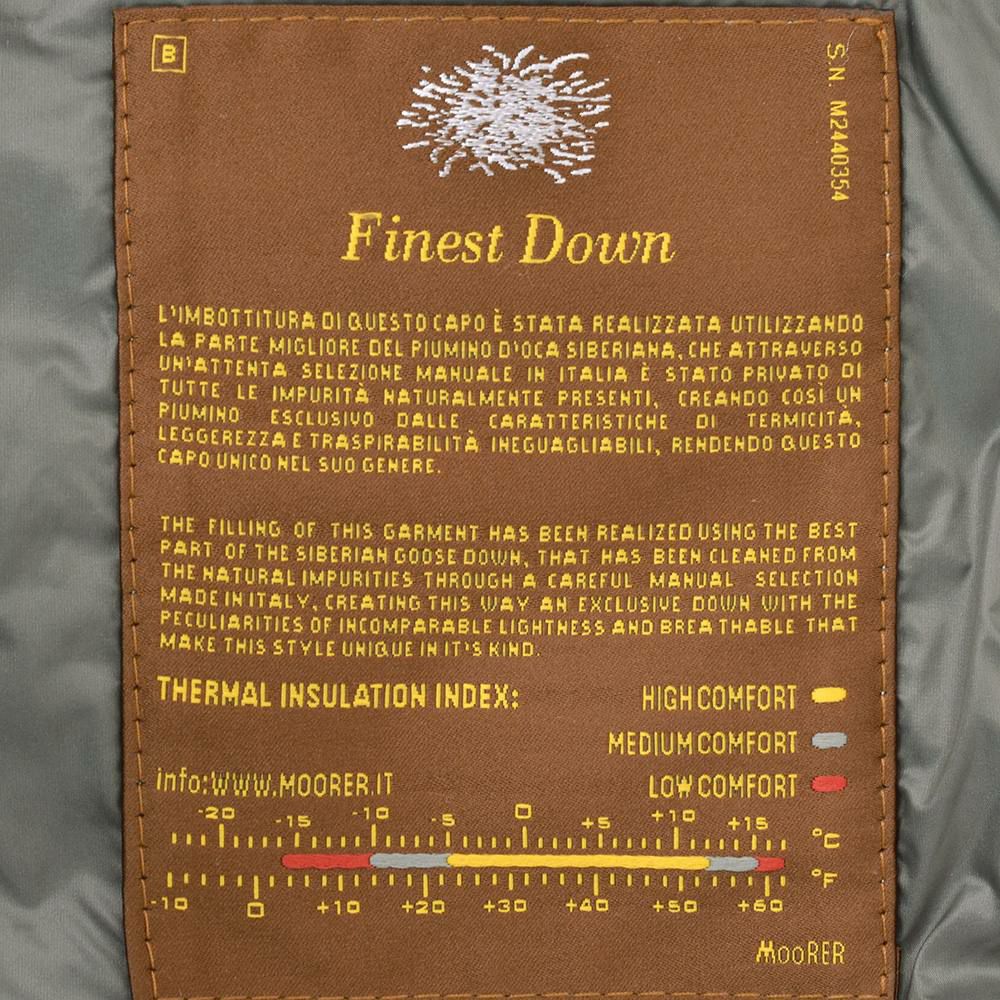 B
S.N. M2440354
Finest Down
L'IMBOTTITURA DI QUESTO CAPO È STATA REALIZZATA UTILIZZANDO
LA PARTE MIGLIORE DEL PIUMINO D'OCA SIBERIANA, CHE ATTRAVERSO
UN'ATTENTA SELEZIONE MANUALE IN ITALIA È STATO PRIVATO DI
TUTTE LE IMPURITÀ NATURALMENTE PRESENTI, CREANDO COSÌ UN
PIUMINO ESCLUSIVO DALLE CARATTERISTICHE DI TERMICITÀ,
LEGGEREZZA E TRASPIRABILITÀ INEGUAGLIABILI, RENDENDO QUESTO
CAPO UNICO NEL SUO GENERE.
THE FILLING OF THIS GARMENT HAS BEEN REALIZED USING THE BEST
PART OF THE SIBERIAN GOOSE DOWN, THAT HAS BEEN CLEANED FROM
THE NATURAL IMPURITIES THROUGH A CAREFUL MANUAL SELECTION
MADE IN ITALY, CREATING THIS WAY AN EXCLUSIVE DOWN WITH THE
PECULIARITIES OF INCOMPARABLE LIGHTNESS AND BREATHABLE THAT
MAKE THIS STYLE UNIQUE IN IT'S KIND.
THERMAL INSULATION INDEX: HIGH COMFORT
MEDIUM COMFORT
info:WWW.MOORER.IT LOW COMFORT
-20 -15 -10 -5 0 +5 +10 +15 °C
-10 0 +10 +20 +30 +40 +50 +60 °F
MOORER